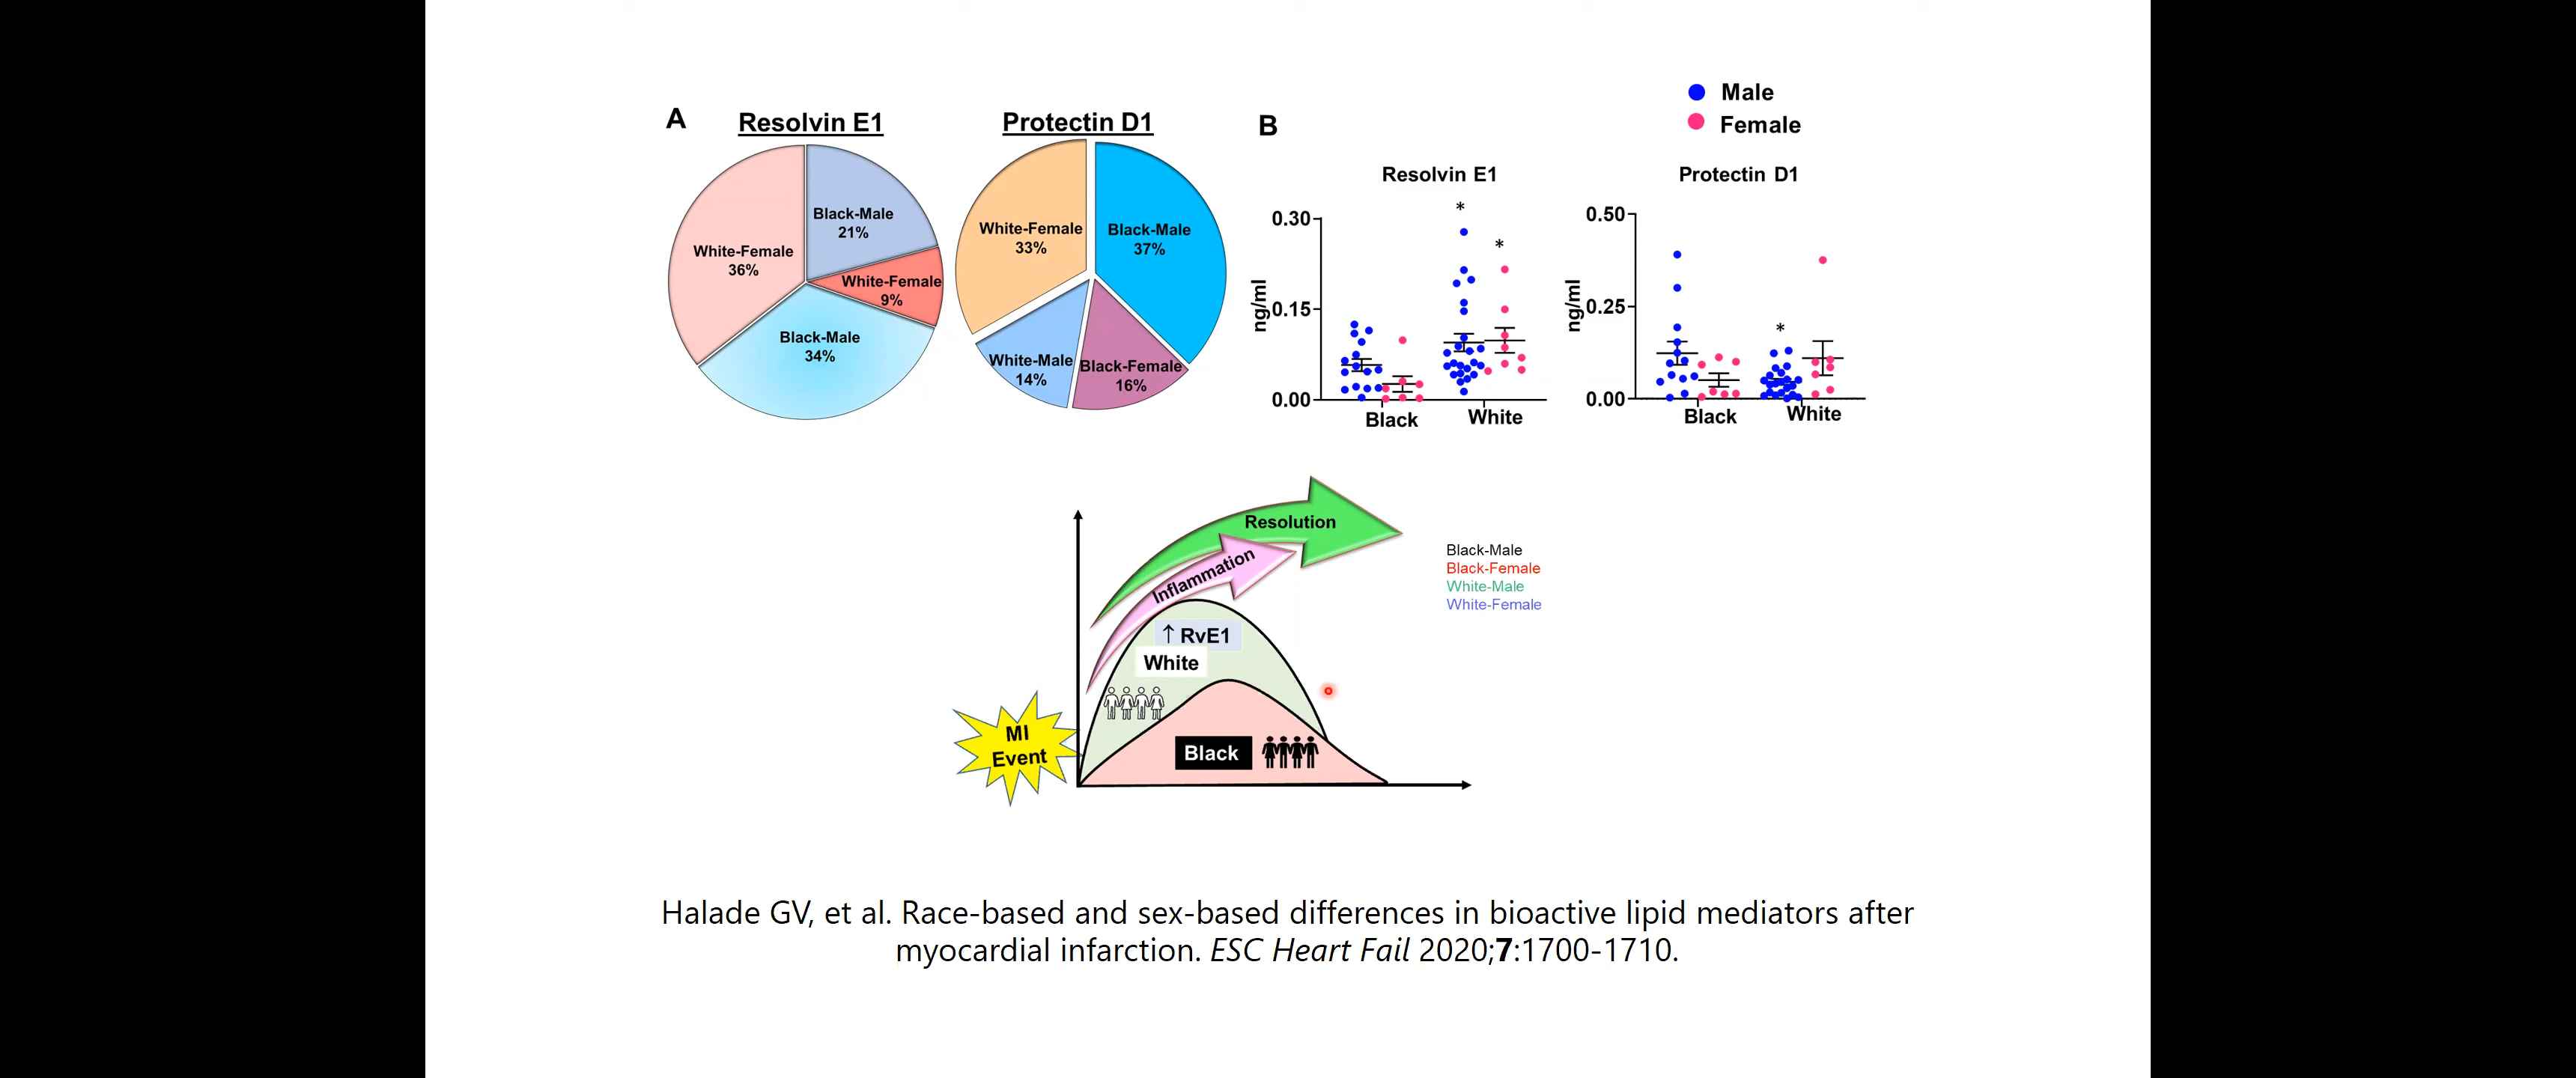 A
Resolvin E1
Black-Male
21%
White-Female
9%
Black-Male
34%
White-Female
36%
Protectin D1
Black-Male
37%
Black-Female
16%
White-Male
14%
White-Female
33%
B
Male
Female
Resolvin E1
*
*
0.30
0.15
0.00
ng/ml
Black
White
Protectin D1
*
0.50
0.25
0.00
ng/ml
Black
White
Resolution
Inflammation
↑ RvE1
White
Black
MI
Event
Black-Male
Black-Female
White-Male
White-Female
Halade GV, et al. Race-based and sex-based differences in bioactive lipid mediators after
myocardial infarction. ESC Heart Fail 2020;7:1700-1710.